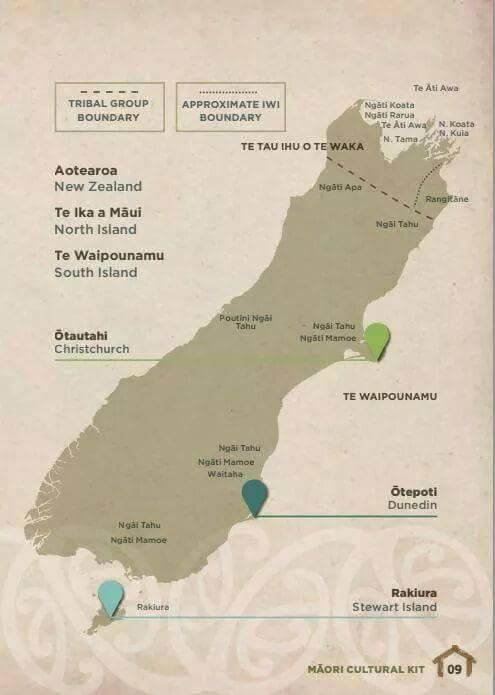 Te Āti Awa
TRIBAL GROUP
BOUNDARY
APPROXIMATE IWI
BOUNDARY
Ngāti Koata
Ngāti Rarua
Te Āti Awa
N. Tama
N. Koata
N. Kuia
TE TAU IHU O TE WAKA
Aotearoa
New Zealand
Ngāti Apa
Rangitāne
Te Ika a Māui
North Island
Ngāi Tahu
Te Waipounamu
South Island
Poutini Ngāi
Tahu
Ngāi Tahu
Ngāti Mamoe
Ōtautahi
Christchurch
TE WAIPOUNAMU
Ngāi Tahu
Ngāti Mamoe
Waitaha
Ōtepoti
Dunedin
Ngāi Tahu
Ngāti Mamoe
Rakiura
Rakiura
Stewart Island
MĀORI CULTURAL KIT
09